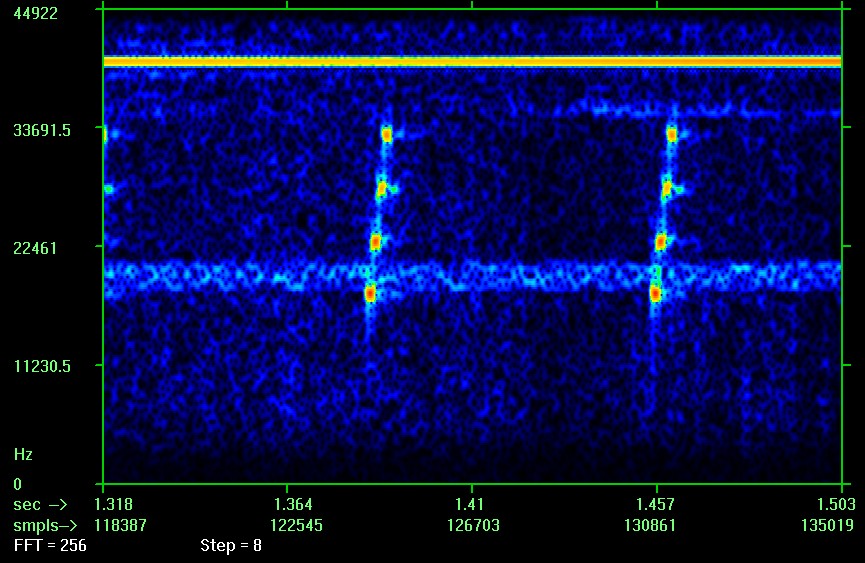 44922
33691.5
22461
11230.5
Hz
0
sec -> 1.318 1.364 1.41 1.457 1.503
smpls-> 118387 122545 126703 130861 135019
FFT = 256 Step = 8